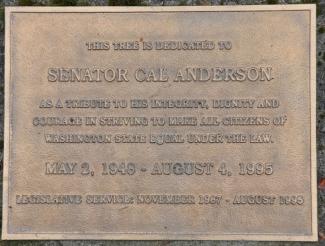 THIS TREE IS DEDICATED TO
SENATOR CAL ANDERSON
AS A TRIBUTE TO HIS INTEGRITY, DIGNITY AND
COURAGE IN STRIVING TO MAKE ALL CITIZENS OF
WASHINGTON STATE EQUAL UNDER THE LAW.
MAY 2, 1948 - AUGUST 4, 1995
LEGISLATIVE SERVICE: NOVEMBER 1987 - AUGUST 1995